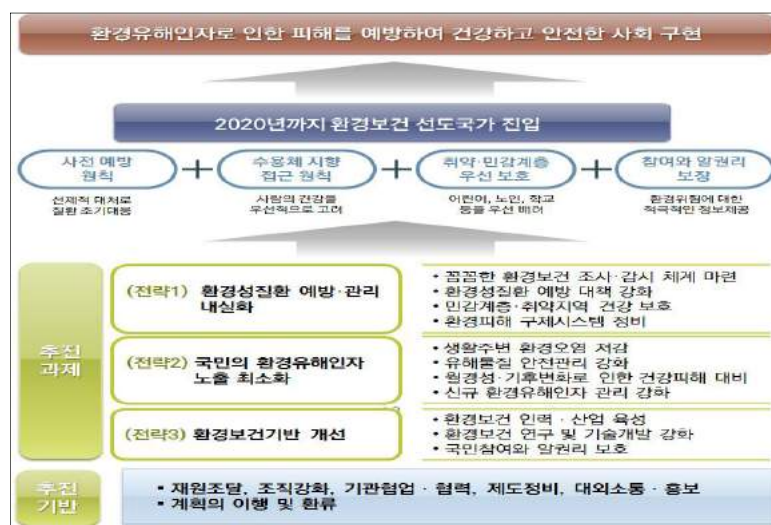 환경유해인자로 인한 피해를 예방하여 건강하고 안전한 사회 구현
2020년까지 환경보건 선도국가 진입
사전 예방
원칙
+
수용체 지향
접근 원칙
+
취약·민감계층
우선 보호
+
참여와 알권리
보장
선제적 대처로
질환 조기대응
사람의 건강을
우선적으로 고려
어린이, 노인, 학교
등을 우선 배려
환경위험에 대한
적극적인 정보제공
추진
과제
(전략1) 환경성질환 예방·관리
내실화
• 꼼꼼한 환경보건 조사·감시 체계 마련
• 환경성질환 예방 대책 강화
• 민감계층·취약지역 건강 보호
• 환경피해 구제시스템 정비
(전략2) 국민의 환경유해인자
노출 최소화
• 생활주변 환경오염 저감
• 유해물질 안전관리 강화
• 월경성·기후변화로 인한 건강피해 대비
• 신규 환경유해인자 관리 강화
(전략3) 환경보건기반 개선
• 환경보건 인력 · 산업 육성
• 환경보건 연구 및 기술개발 강화
• 국민참여와 알권리 보호
추진
기반
• 재원조달, 조직강화, 기관협업 · 협력, 제도정비, 대외소통 · 홍보
• 계획의 이행 및 환류